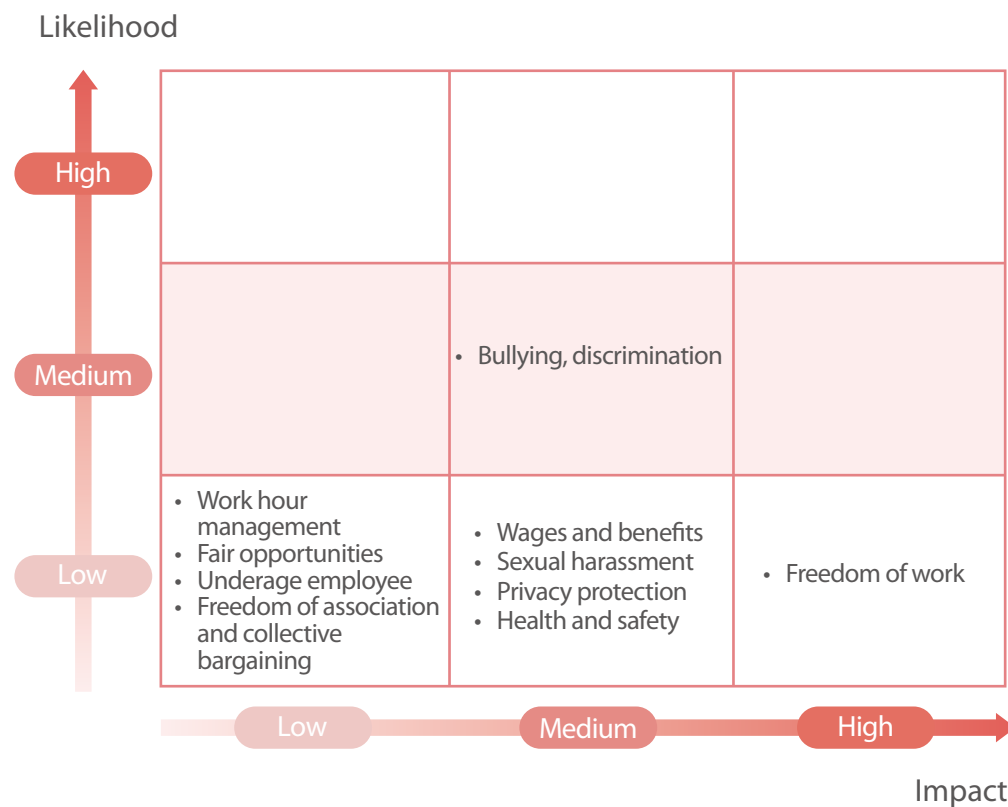 Likelihood
High
Medium
• Bullying, discrimination
Low
• Work hour
management
• Fair opportunities
• Underage employee
• Freedom of association
and collective
bargaining
• Wages and benefits
• Sexual harassment
• Privacy protection
• Health and safety
• Freedom of work
Low
Medium
High
Impact